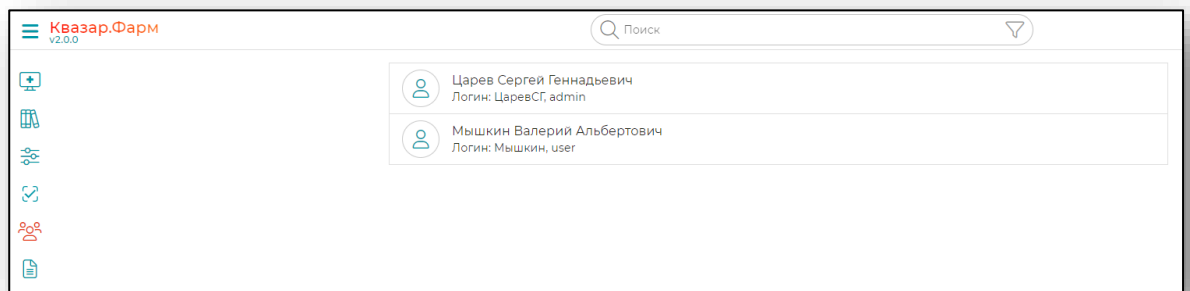 Квазар.Фарм
v2.0.0
Поиск
Царев Сергей Геннадьевич
Логин: ЦаревСГ, admin
Мышкин Валерий Альбертович
Логин: Мышкин, user